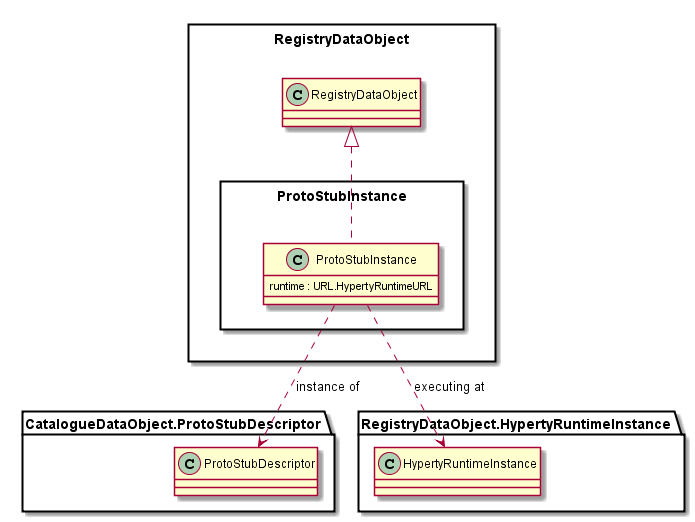 RegistryDataObject
C RegistryDataObject
ProtoStubInstance
C ProtoStubInstance
runtime : URL.HypertyRuntimeURL
instance of
executing at
CatalogueDataObject.ProtoStubDescriptor
RegistryDataObject.HypertyRuntimeInstance
C ProtoStubDescriptor
C HypertyRuntimeInstance